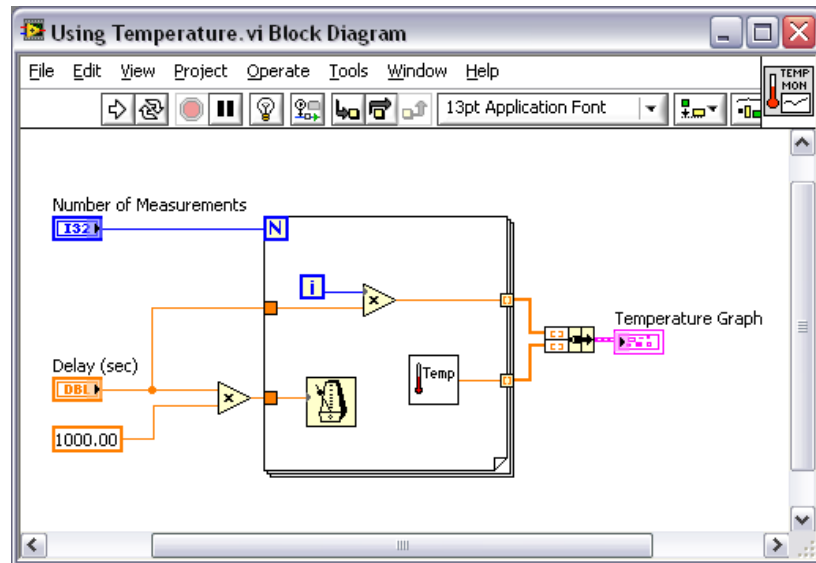 Using Temperature.vi Block Diagram
File Edit View Project Operate Tools Window Help
TEMP
MON
13pt Application Font
Number of Measurements
I32
N
i
x
Temperature Graph
Delay (sec)
DBL
Temp
x
1000.00